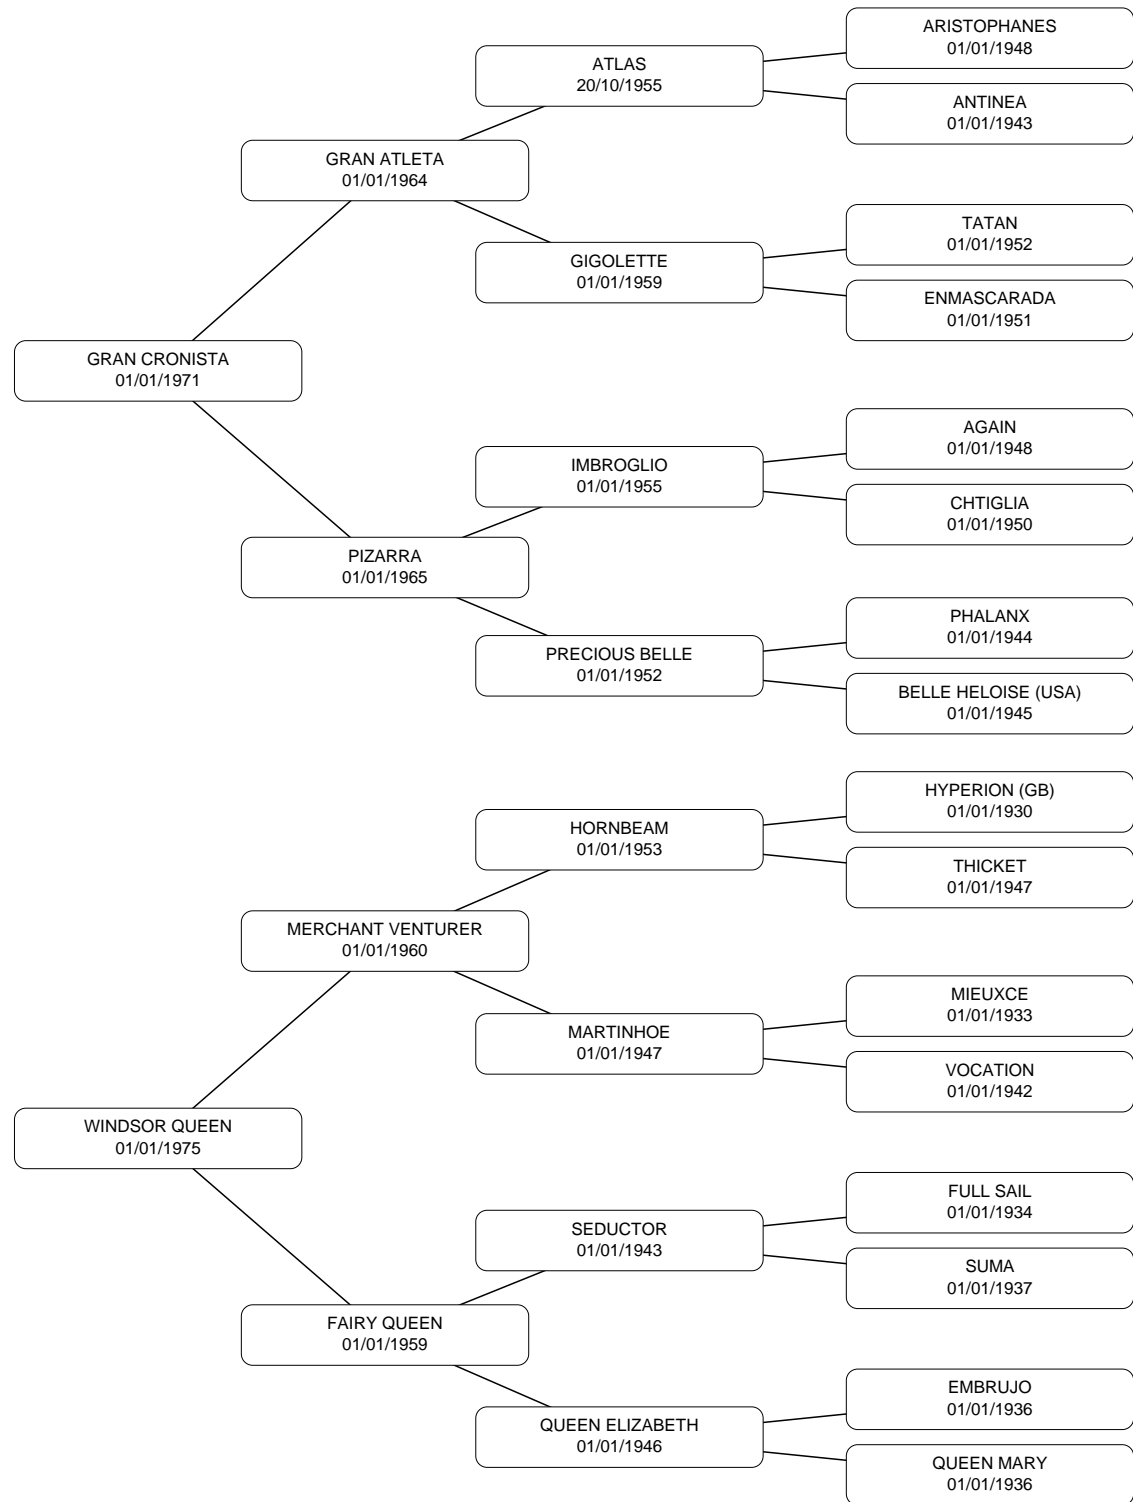 ARISTOPHANES
01/01/1948
ATLAS
20/10/1955
ANTINEA
01/01/1943
GRAN ATLETA
01/01/1964
TATAN
01/01/1952
GIGOLETTE
01/01/1959
ENMASCARADA
01/01/1951
GRAN CRONISTA
01/01/1971
AGAIN
01/01/1948
IMBROGLIO
01/01/1955
CHTIGLIA
01/01/1950
PIZARRA
01/01/1965
PHALANX
01/01/1944
PRECIOUS BELLE
01/01/1952
BELLE HELOISE (USA)
01/01/1945
HYPERION (GB)
01/01/1930
HORNBEAM
01/01/1953
THICKET
01/01/1947
MERCHANT VENTURER
01/01/1960
MIEUXCE
01/01/1933
MARTINHOE
01/01/1947
VOCATION
01/01/1942
WINDSOR QUEEN
01/01/1975
FULL SAIL
01/01/1934
SEDUCTOR
01/01/1943
SUMA
01/01/1937
FAIRY QUEEN
01/01/1959
EMBRUJO
01/01/1936
QUEEN ELIZABETH
01/01/1946
QUEEN MARY
01/01/1936